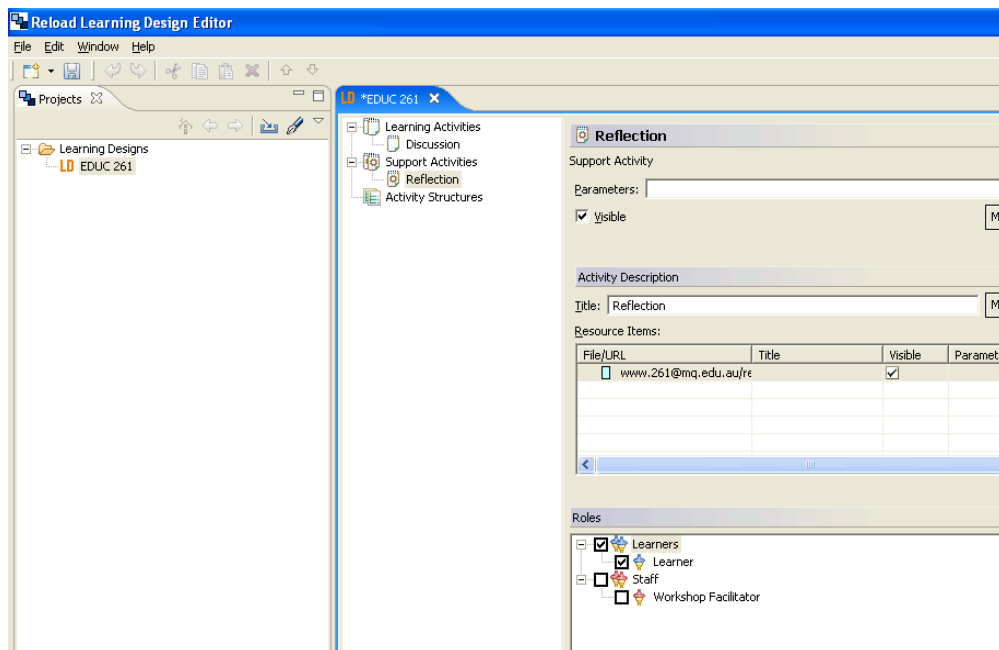 Reload Learning Design Editor
File Edit Window Help
Projects
Learning Designs
LD EDUC 261
LD *EDUC 261
Learning Activities
Discussion
Support Activities
Reflection
Activity Structures
Reflection
Support Activity
Parameters:
Visible
M
Activity Description
Title: Reflection
M
Resource Items:
File/URL Title Visible Paramet
www.261@mq.edu.au/re
Roles
Learners
Learner
Staff
Workshop Facilitator